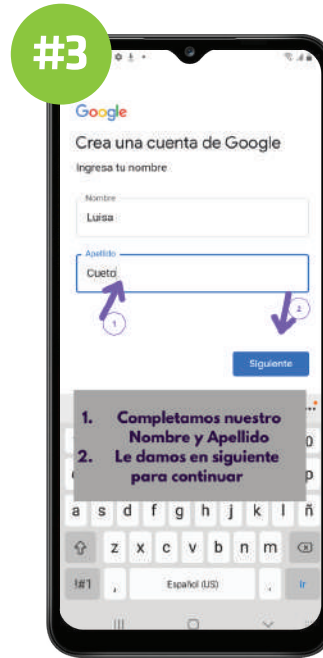 #3
Google
Crea una cuenta de Google
Ingresa tu nombre
Nombre
Luisa
Apellido
Cueto
1
2
Siguiente
1. Completamos nuestro
Nombre y Apellido
2. Le damos en siguiente
para continuar
0
p
a s d f g h j k l ñ
z x c v b n m
!#1 , Español (US) . Ir